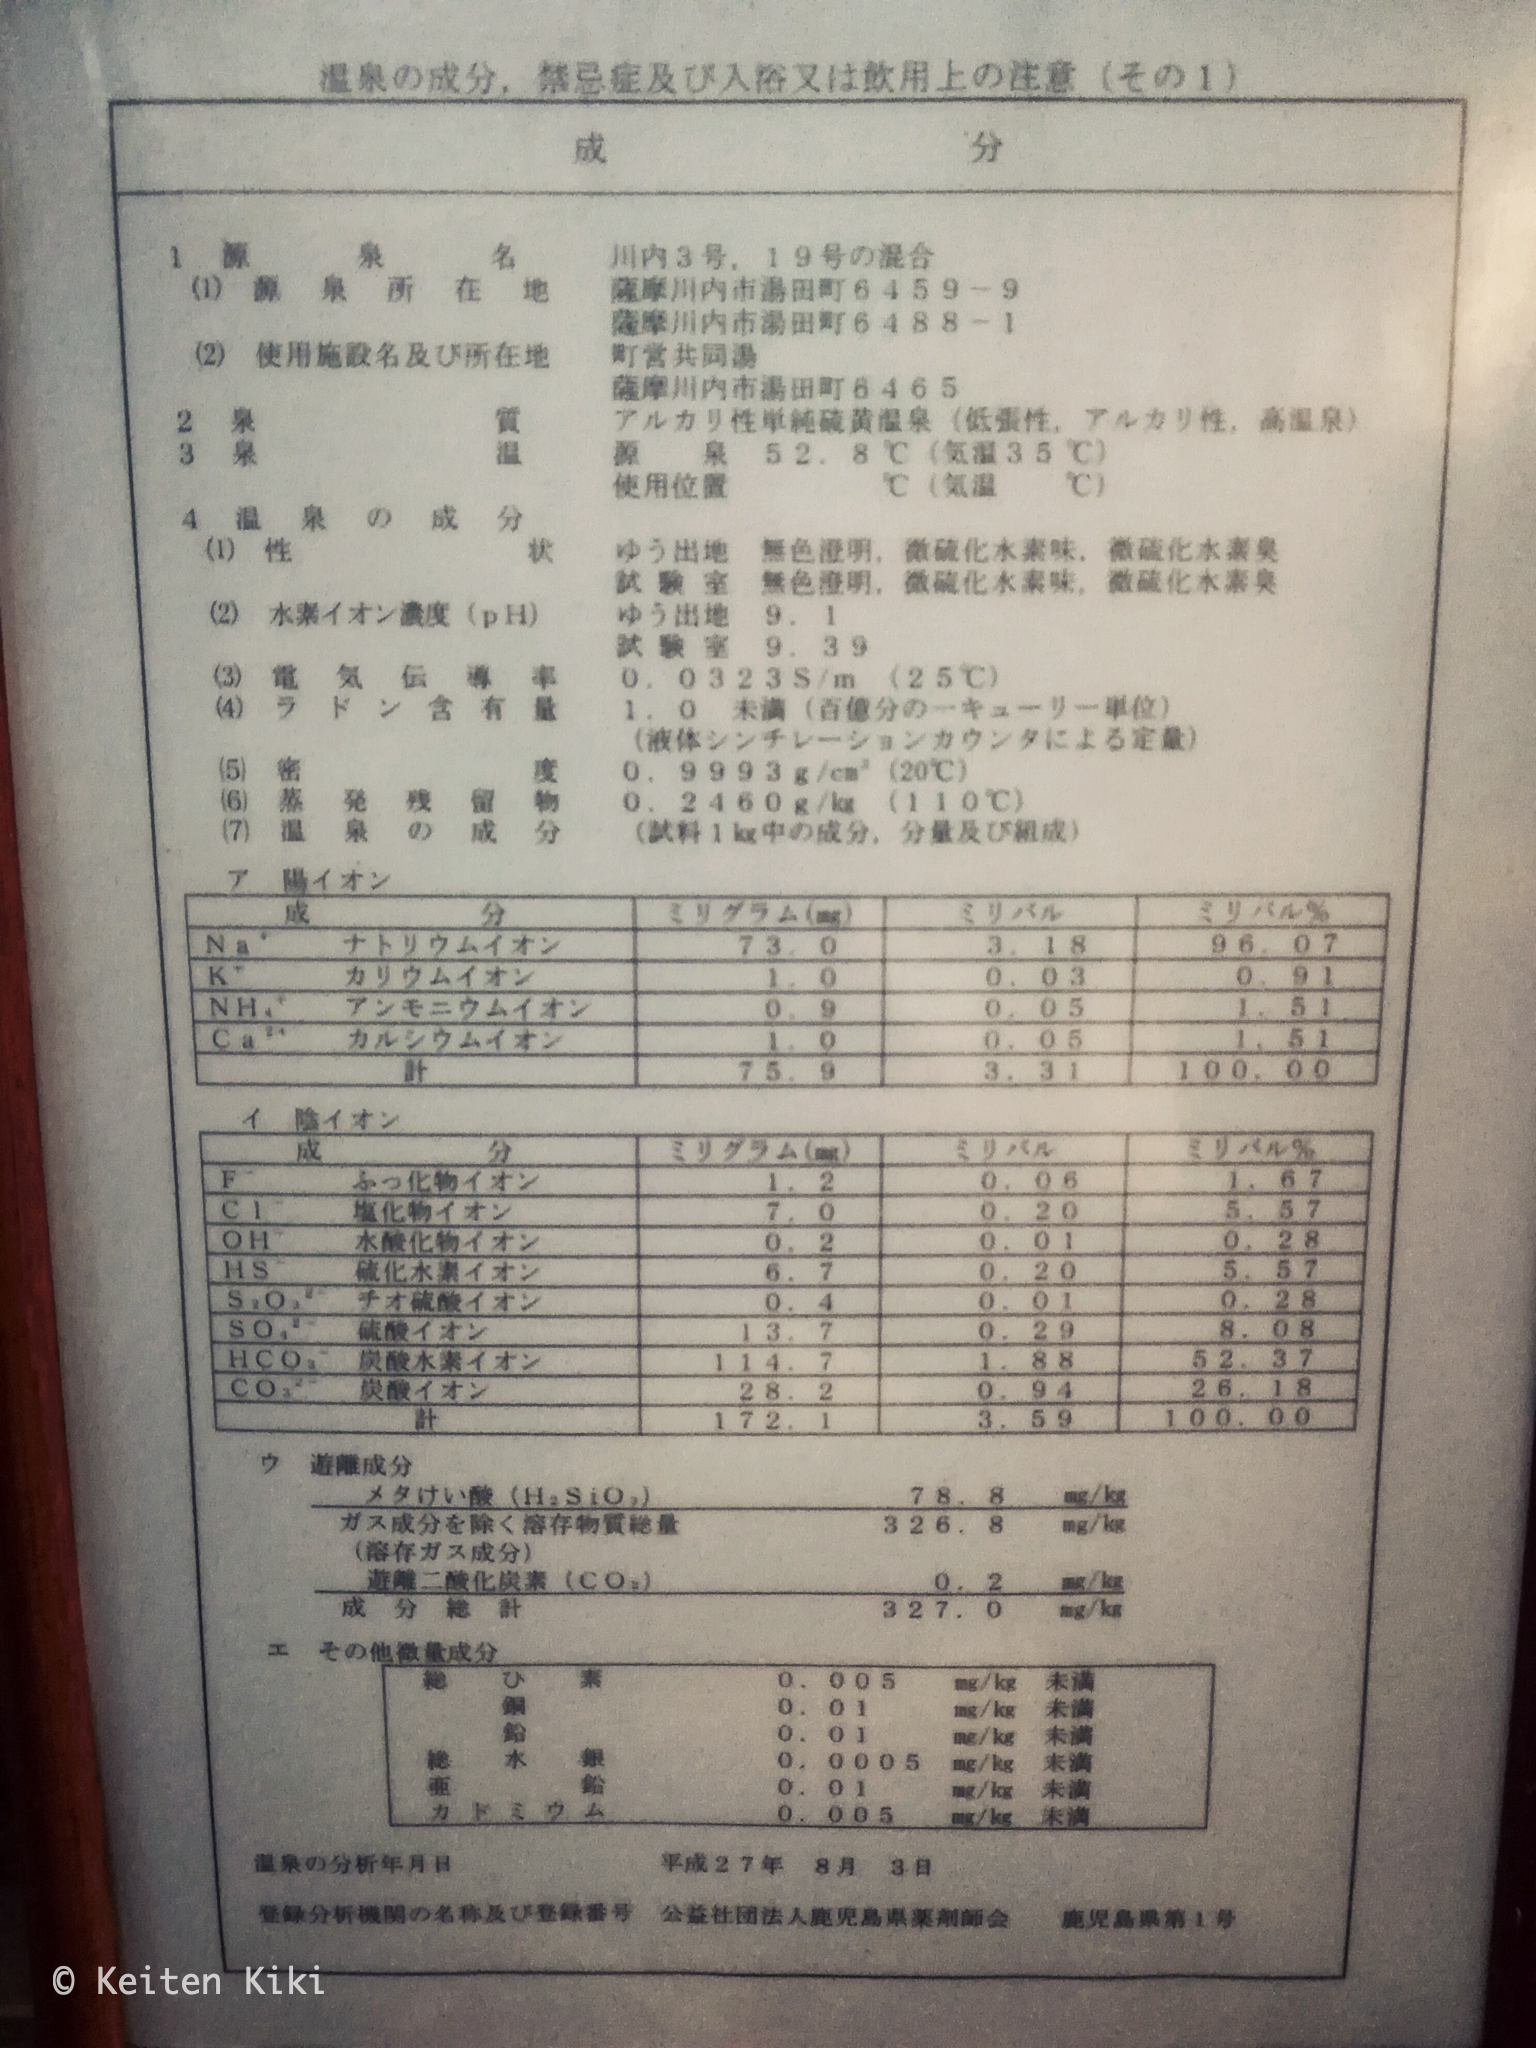 温泉の成分，禁忌症及び入浴又は飲用上の注意（その１）
成　分
1　源泉名　川内３号，１９号の混合
⑴　源泉所在地　薩摩川内市湯田町６４５９－９
薩摩川内市湯田町６４８８－１
⑵　使用施設名及び所在地　町営共同湯
薩摩川内市湯田町６４６５
2　泉質　アルカリ性単純硫黄温泉（低張性，アルカリ性，高温泉）
3　泉温　源泉　５２．８℃（気温３５℃）
使用位置　℃（気温　℃）
4　温泉の成分
⑴　性状　ゆう出地　無色澄明，微硫化水素味，微硫化水素臭
試験室　無色澄明，微硫化水素味，微硫化水素臭
⑵　水素イオン濃度（ｐＨ）　ゆう出地　９．１
試験室　９．３９
⑶　電気伝導率　０．０３２３Ｓ/ｍ（２５℃）
⑷　ラドン含有量　１．０　未満（百億分の一キューリー単位）
（液体シンチレーションカウンタによる定量）
⑸　密度　０．９９９３ｇ/cm³（20℃）
⑹　蒸発残留物　０．２４６０ｇ/㎏（１１０℃）
⑺　温泉の成分　（試料１㎏中の成分，分量及び組成）
ア　陽イオン
成分　ミリグラム(㎎)　ミリバル　ミリバル％
Ｎａ⁺　ナトリウムイオン　７３．０　３．１８　９６．０７
Ｋ⁺　カリウムイオン　１．０　０．０３　０．９１
ＮＨ₄⁺　アンモニウムイオン　０．９　０．０５　１．５１
Ｃａ²⁺　カルシウムイオン　１．０　０．０５　１．５１
計　７５．９　３．３１　１００．００
イ　陰イオン
成分　ミリグラム(㎎)　ミリバル　ミリバル％
Ｆ⁻　ふっ化物イオン　１．２　０．０６　１．６７
Ｃｌ⁻　塩化物イオン　７．０　０．２０　５．５７
ＯＨ⁻　水酸化物イオン　０．２　０．０１　０．２８
ＨＳ⁻　硫化水素イオン　６．７　０．２０　５．５７
Ｓ₂Ｏ₃²⁻　チオ硫酸イオン　０．４　０．０１　０．２８
ＳＯ₄²⁻　硫酸イオン　１３．７　０．２９　８．０８
ＨＣＯ₃⁻　炭酸水素イオン　１１４．７　１．８８　５２．３７
ＣＯ₃²⁻　炭酸イオン　２８．２　０．９４　２６．１８
計　１７２．１　３．５９　１００．００
ウ　遊離成分
メタけい酸（Ｈ₂ＳｉＯ₃）　７８．８　㎎/㎏
ガス成分を除く溶存物質総量　３２６．８　㎎/㎏
（溶存ガス成分）
遊離二酸化炭素（ＣＯ₂）　０．２　㎎/㎏
成分総計　３２７．０　㎎/㎏
エ　その他微量成分
総ひ素　０．００５　㎎/㎏　未満
銅　０．０１　㎎/㎏　未満
鉛　０．０１　㎎/㎏　未満
総水銀　０．０００５　㎎/㎏　未満
亜鉛　０．０１　㎎/㎏　未満
カドミウム　０．００５　㎎/㎏　未満
温泉の分析年月日　平成２７年　８月　３日
登録分析機関の名称及び登録番号　公益社団法人鹿児島県薬剤師会　鹿児島県第１号
© Keiten Kiki